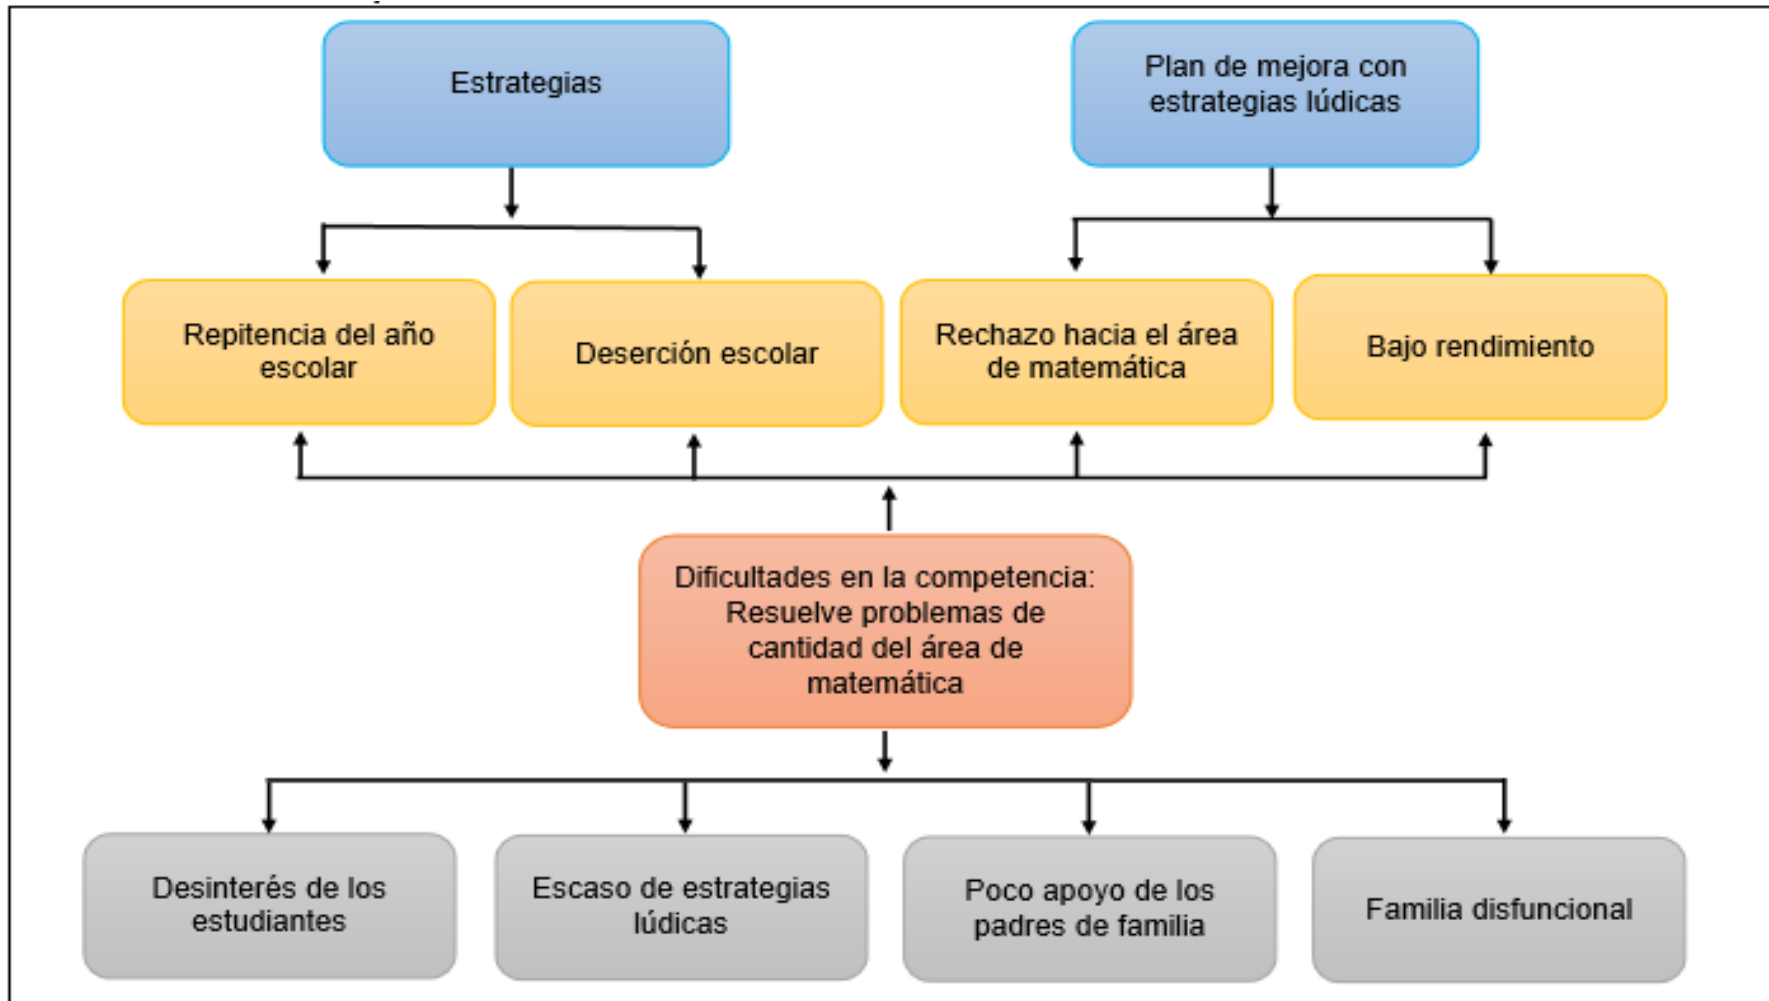 Estrategias
Plan de mejora con
estrategias lúdicas
Repitencia del año
escolar
Deserción escolar
Rechazo hacia el área
de matemática
Bajo rendimiento
Dificultades en la competencia:
Resuelve problemas de
cantidad del área de
matemática
Desinterés de los
estudiantes
Escaso de estrategias
lúdicas
Poco apoyo de los
padres de familia
Familia disfuncional